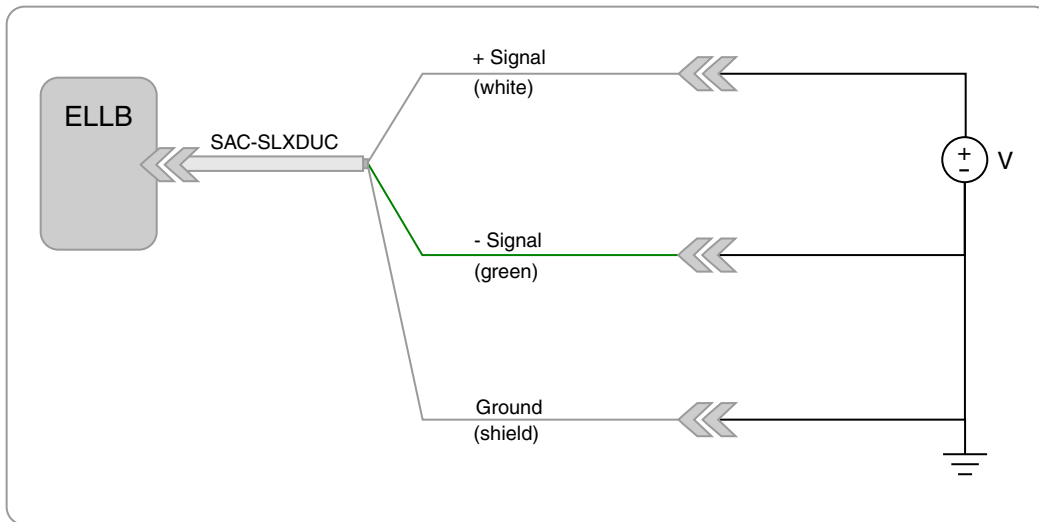 ELLB
SAC-SLXDUC
+ Signal
(white)
+
-
V
- Signal
(green)
Ground
(shield)